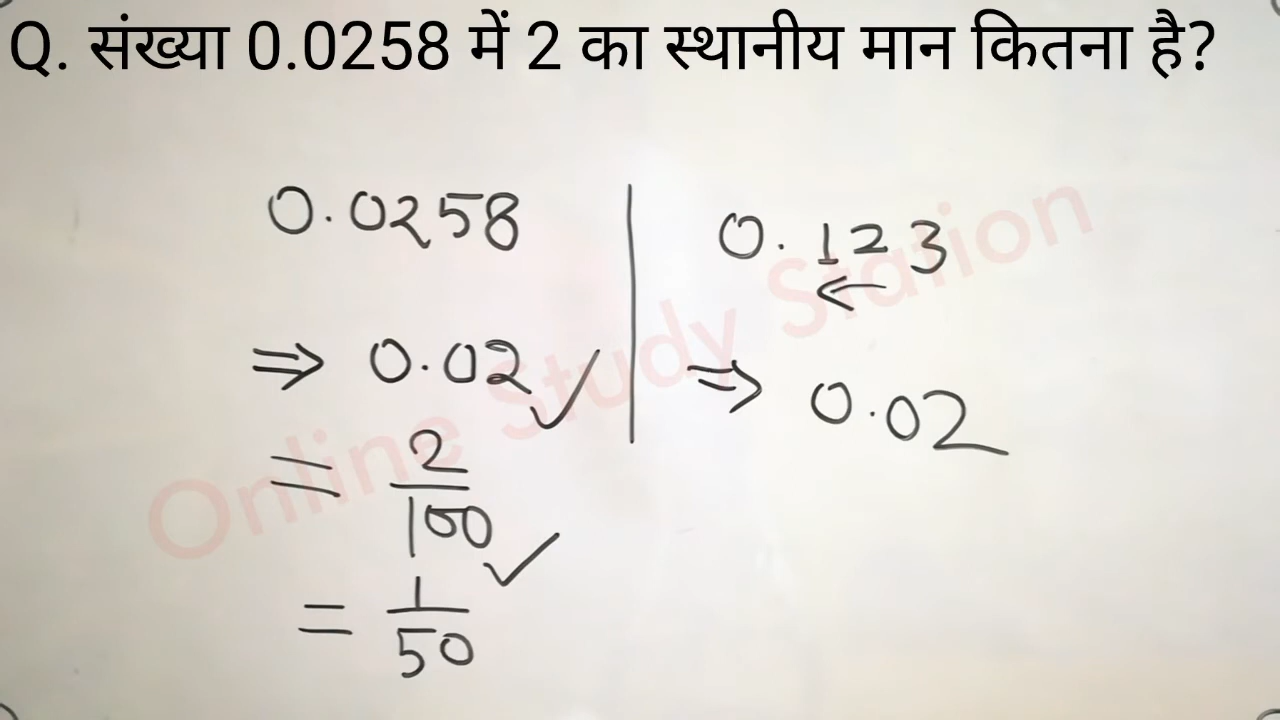 Q. संख्या 0.0258 में 2 का स्थानीय मान कितना है?
0.0258
⇒ 0.02 ✓
= 2/100 ✓
= 1/50
0.123
←
⇒ 0.02
Online Study Station